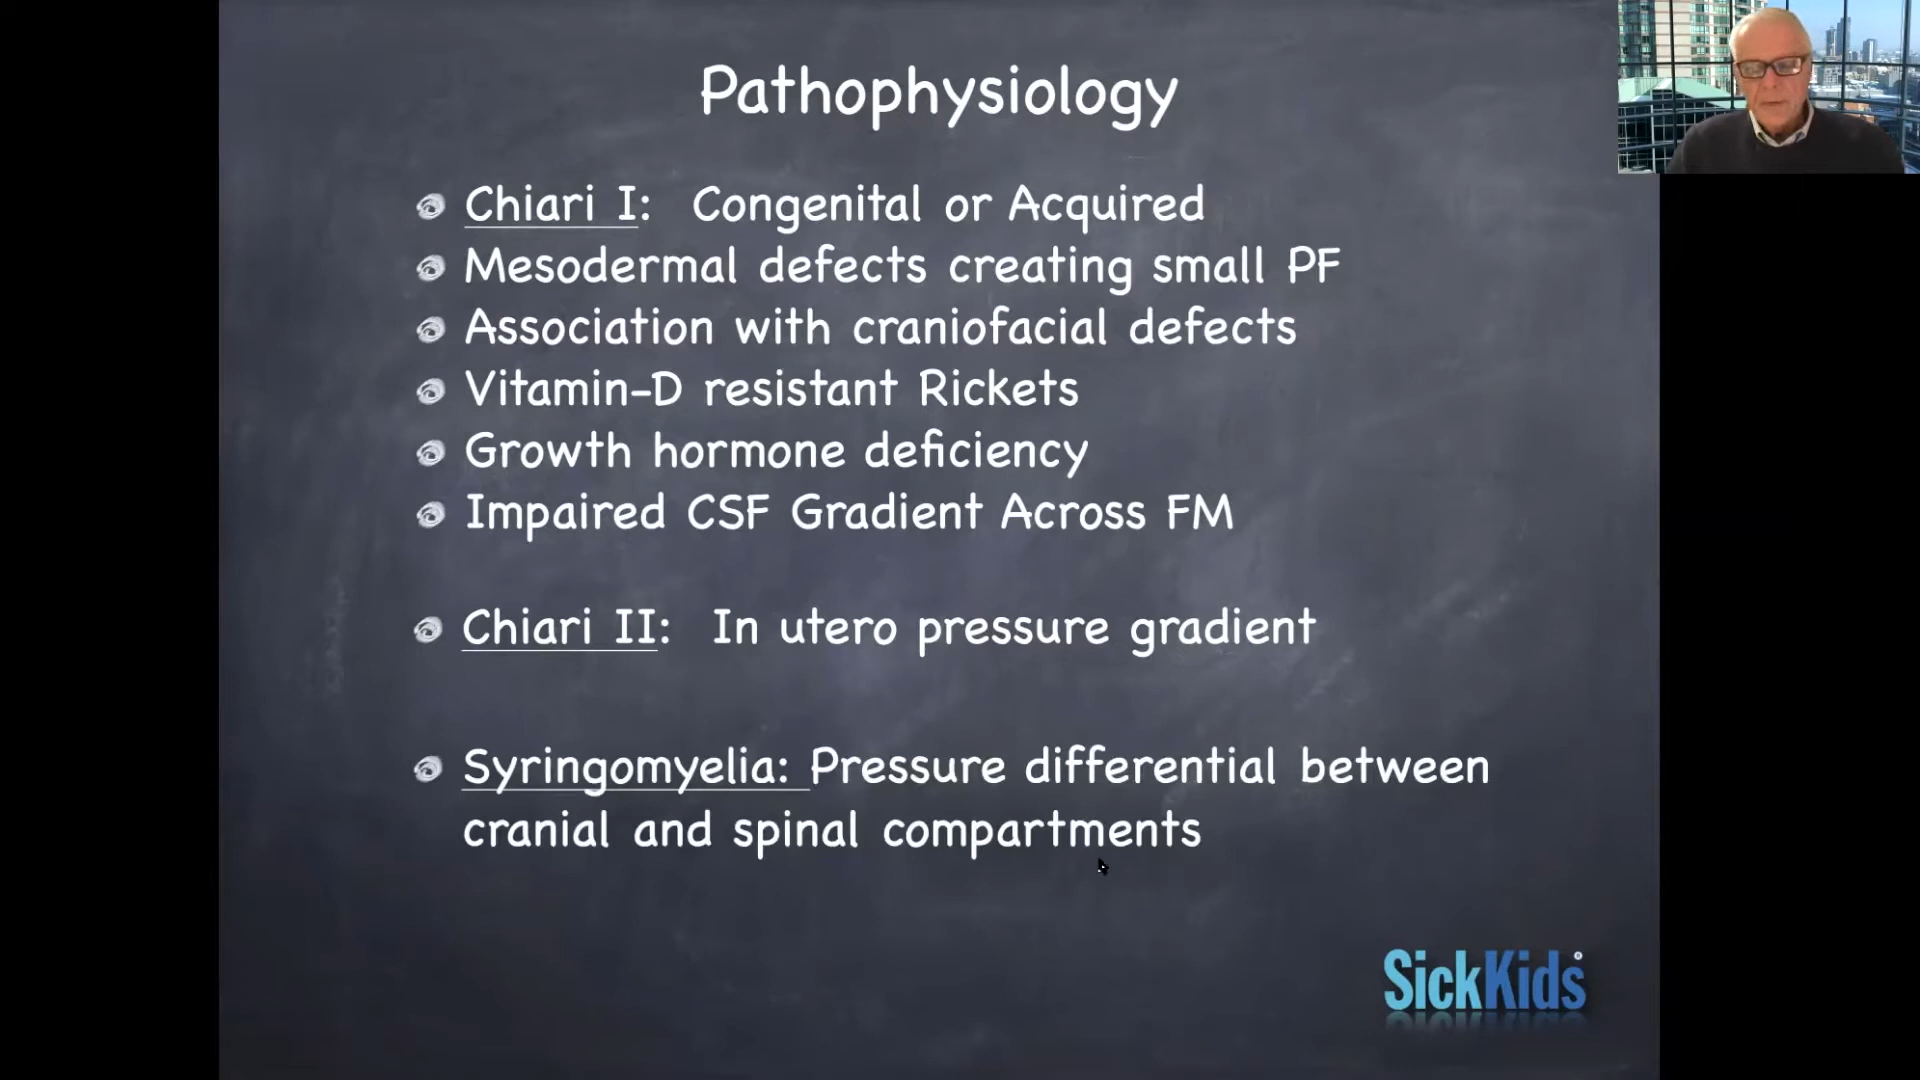 Pathophysiology
Chiari I: Congenital or Acquired
Mesodermal defects creating small PF
Association with craniofacial defects
Vitamin-D resistant Rickets
Growth hormone deficiency
Impaired CSF Gradient Across FM
Chiari II: In utero pressure gradient
Syringomyelia: Pressure differential between
cranial and spinal compartments
SickKids®